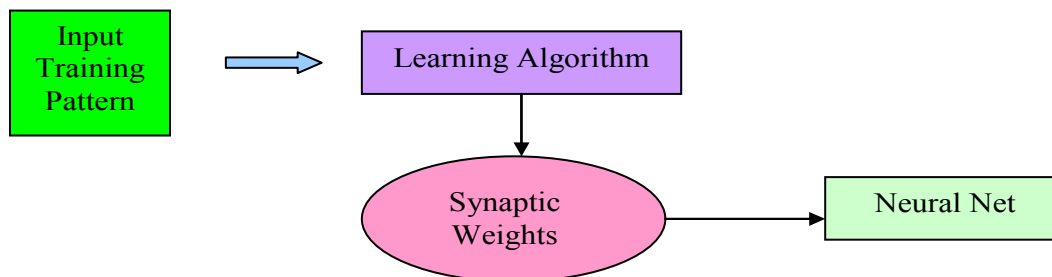 Input
Training
Pattern
Learning Algorithm
Synaptic
Weights
Neural Net